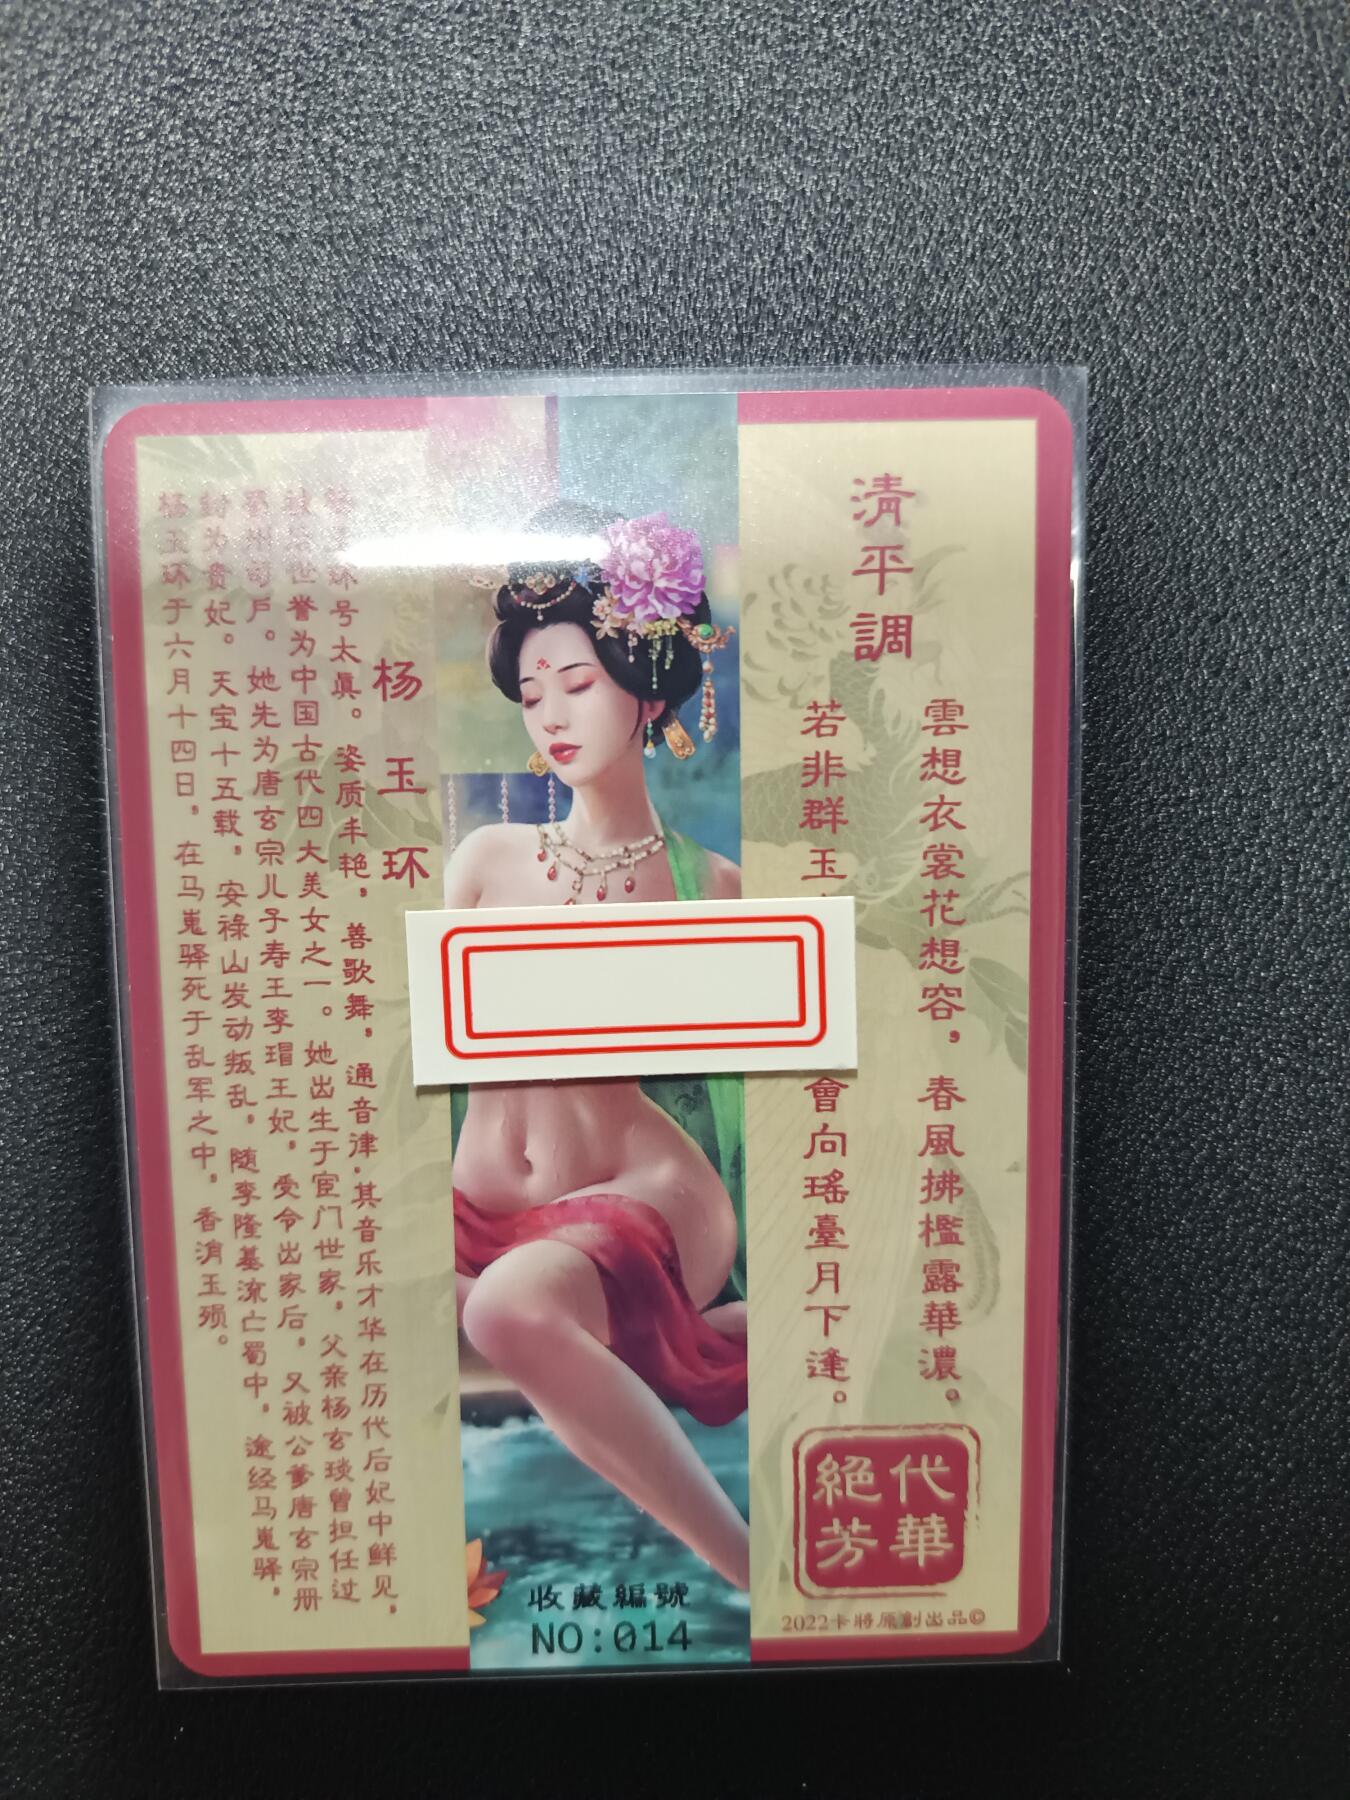 清平調
雲想衣裳花想容，春風拂檻露華濃。
若非群玉
會向瑤臺月下逢。
絕代
芳華
2022卡將原創出品©
收藏編號
NO:014
杨玉环
杨玉环号太眞。姿质丰艳，善歌舞，通音律.其音乐才华在历代后妃中鲜见，
被后世誉为中国古代四大美女之一。她出生于宦门世家，父亲杨玄琰曾担任过
蜀州司户。她先为唐玄宗儿子寿王李瑁王妃，受令出家后，又被公爹唐玄宗册
封为贵妃。天宝十五载，安祿山发动叛乱，随李隆基流亡蜀中，途经马嵬驿，
杨玉环于六月十四日，在马嵬驿死于乱军之中，香消玉殒。